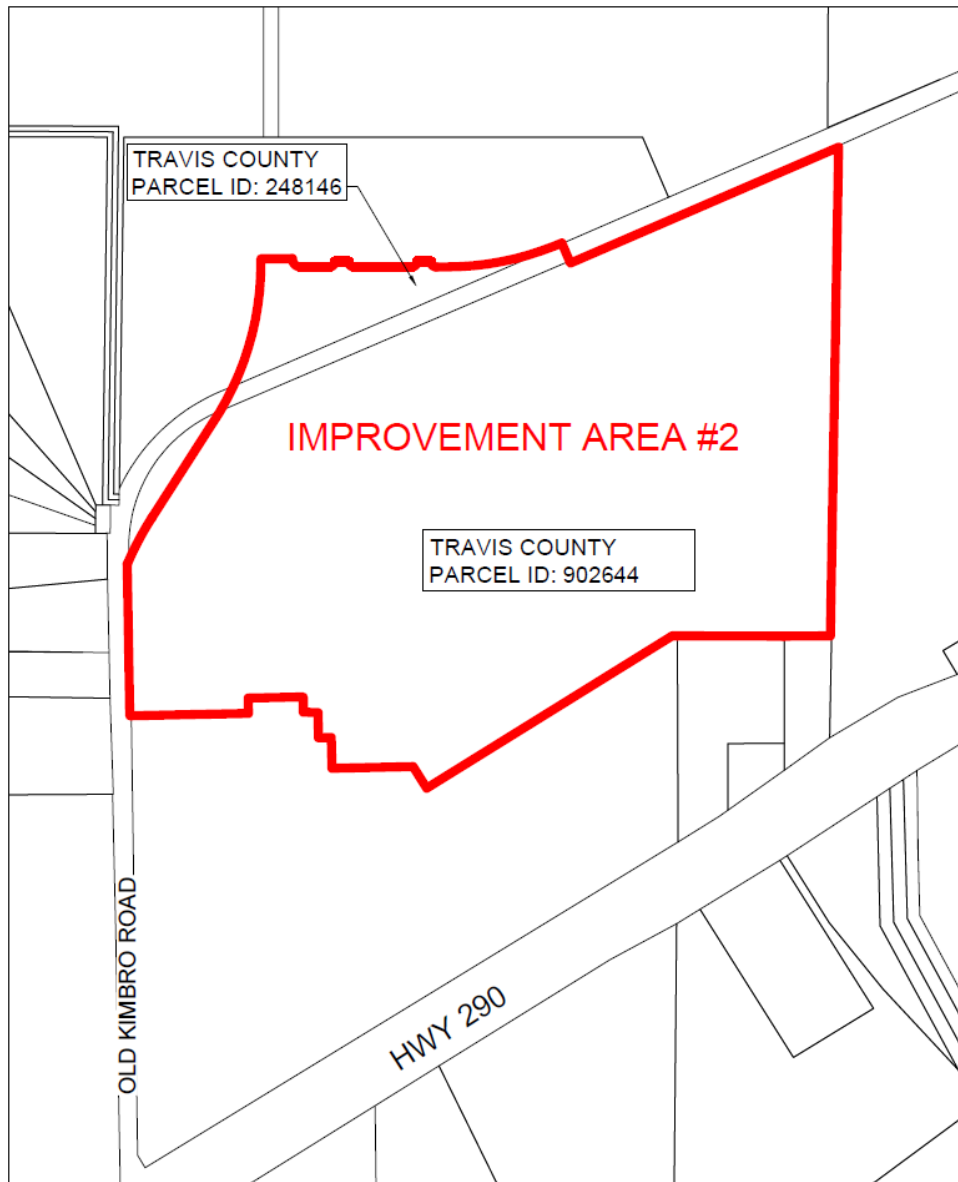 TRAVIS COUNTY
PARCEL ID: 248146
IMPROVEMENT AREA #2
TRAVIS COUNTY
PARCEL ID: 902644
OLD KIMBRO ROAD
HWY 290